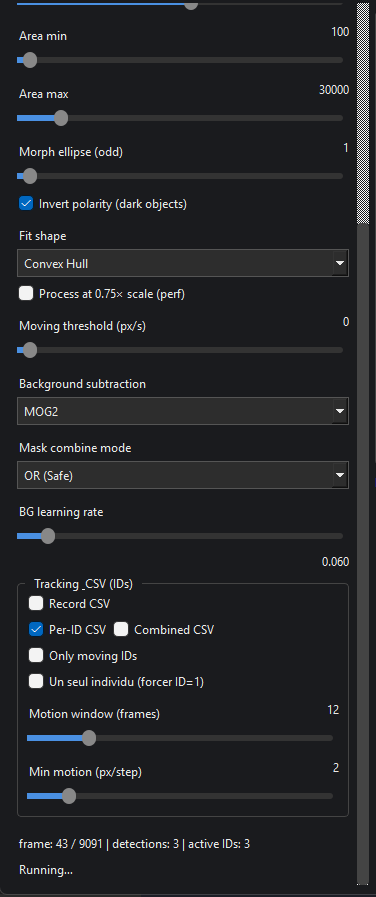 Area min 100
Area max 30000
Morph ellipse (odd) 1
Invert polarity (dark objects)
Fit shape
Convex Hull
Process at 0.75× scale (perf)
Moving threshold (px/s) 0
Background subtraction
MOG2
Mask combine mode
OR (Safe)
BG learning rate
0.060
Tracking_CSV (IDs)
Record CSV
Per-ID CSV Combined CSV
Only moving IDs
Un seul individu (forcer ID=1)
Motion window (frames) 12
Min motion (px/step) 2
frame: 43 / 9091 | detections: 3 | active IDs: 3
Running...